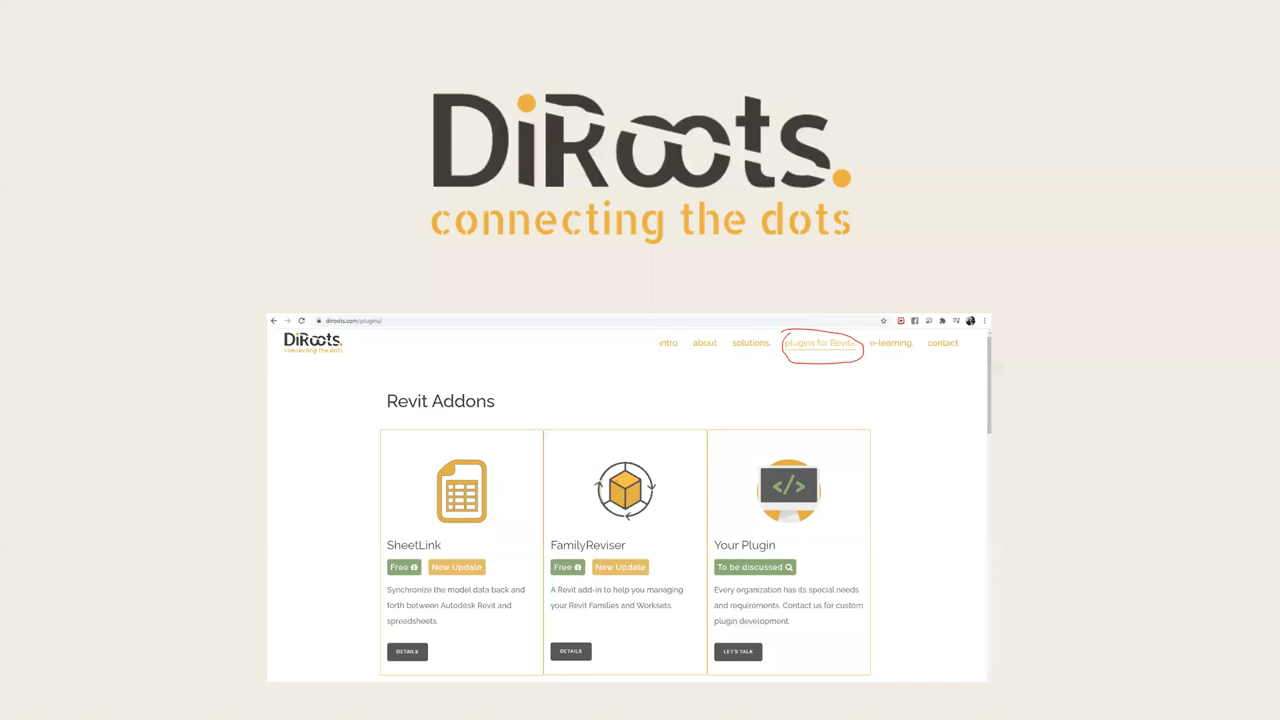 DiRoots.
connecting the dots
diroots.com/plugins/
DiRoots.
connecting the dots
intro. about. solutions. plugins for Revit. e-learning. contact
Revit Addons
</>
SheetLink
Free New Update
Synchronize the model data back and
forth between Autodesk Revit and
spreadsheets.
DETAILS
FamilyReviser
Free New Update
A Revit add-in to help you managing
your Revit Families and Worksets.
DETAILS
Your Plugin
To be discussed
Every organization has its special needs
and requirements. Contact us for custom
plugin development.
LET'S TALK